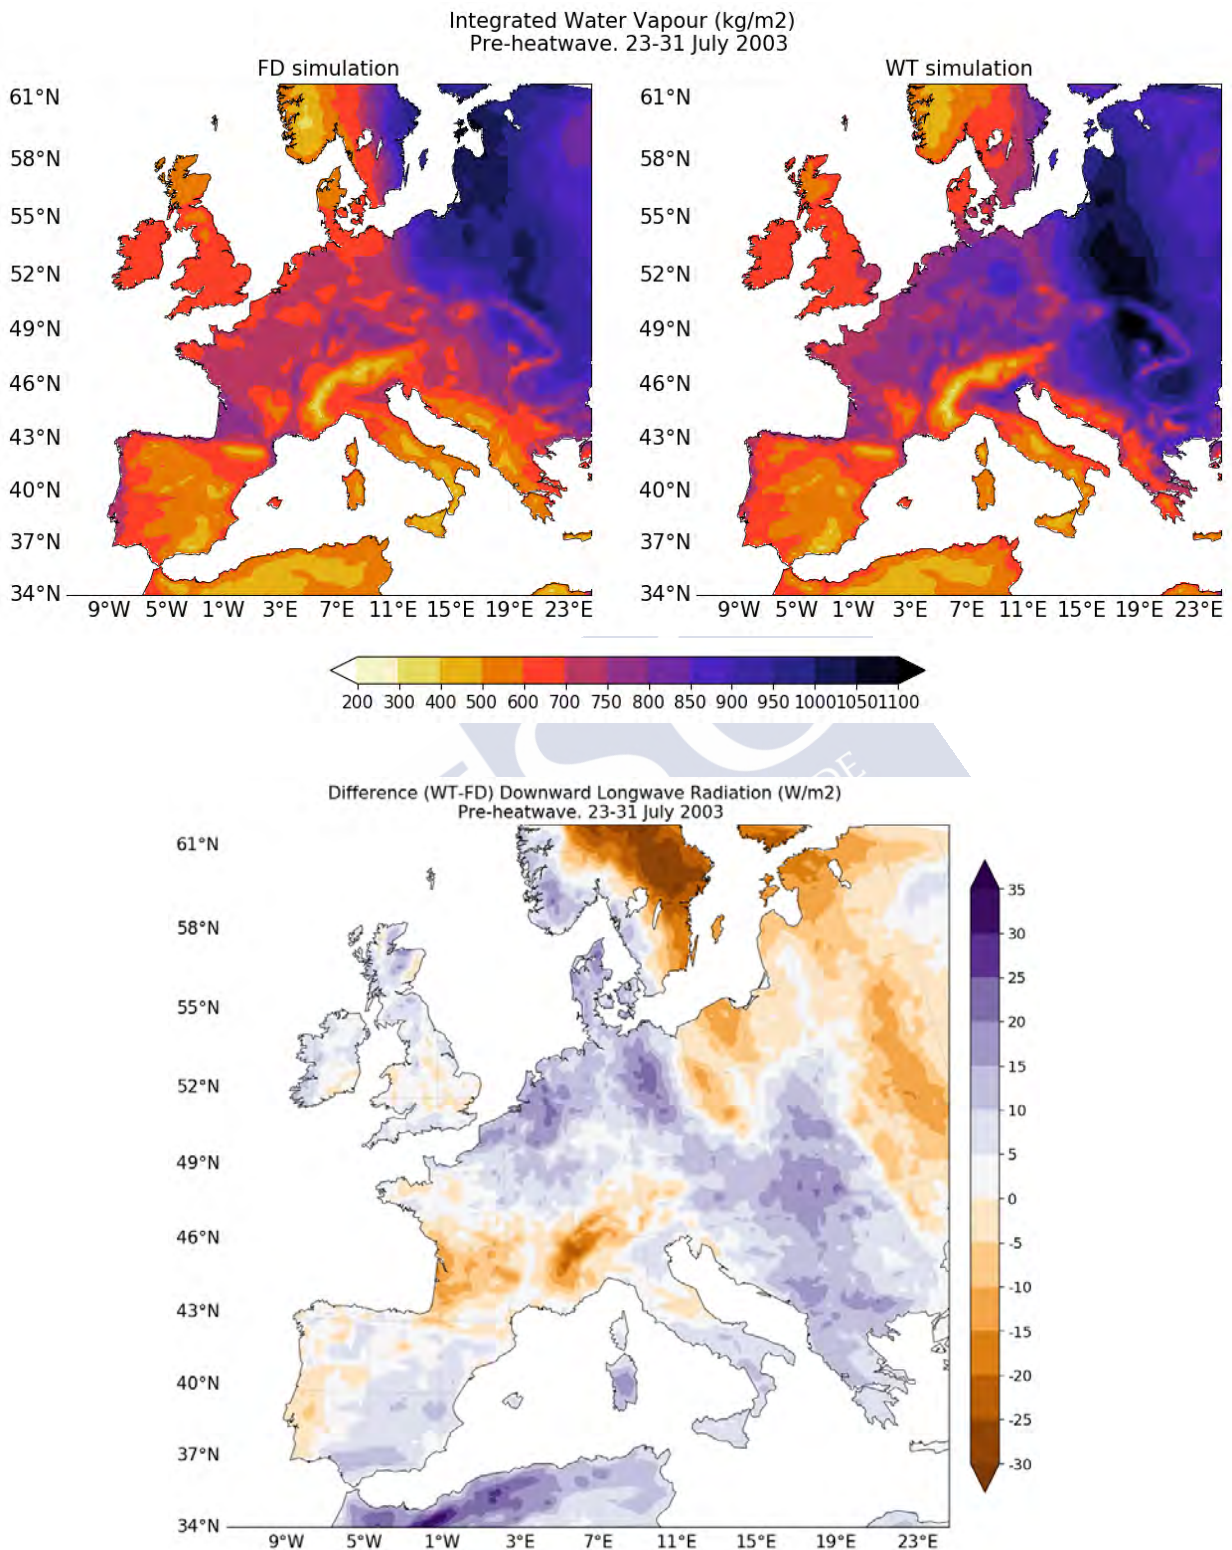 Integrated Water Vapour (kg/m2)
Pre-heatwave. 23-31 July 2003
FD simulation
WT simulation
61°N
58°N
55°N
52°N
49°N
46°N
43°N
40°N
37°N
34°N
9°W 5°W 1°W 3°E 7°E 11°E 15°E 19°E 23°E
61°N
58°N
55°N
52°N
49°N
46°N
43°N
40°N
37°N
34°N
9°W 5°W 1°W 3°E 7°E 11°E 15°E 19°E 23°E
200 300 400 500 600 700 750 800 850 900 950 1000 1050 1100
DE
Difference (WT-FD) Downward Longwave Radiation (W/m2)
Pre-heatwave. 23-31 July 2003
61°N
58°N
55°N
52°N
49°N
46°N
43°N
40°N
37°N
34°N
9°W 5°W 1°W 3°E 7°E 11°E 15°E 19°E 23°E
35
30
25
20
15
10
5
0
-5
-10
-15
-20
-25
-30